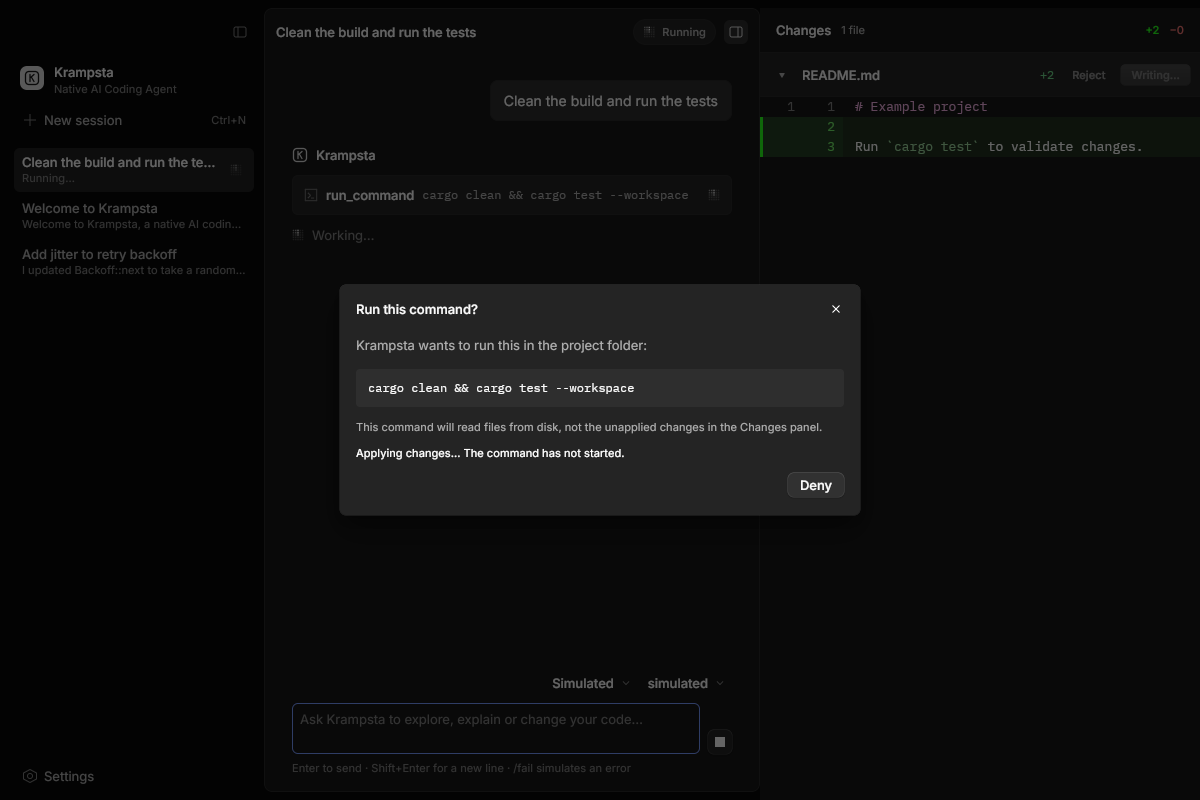 Krampsta
Native AI Coding Agent
New session Ctrl+N
Clean the build and run the te...
Running...
Welcome to Krampsta
Welcome to Krampsta, a native AI codin...
Add jitter to retry backoff
I updated Backoff::next to take a random...
Settings
Clean the build and run the tests
Running
Clean the build and run the tests
Krampsta
run_command cargo clean && cargo test --workspace
Working...
Run this command?
Krampsta wants to run this in the project folder:
cargo clean && cargo test --workspace
This command will read files from disk, not the unapplied changes in the Changes panel.
Applying changes... The command has not started.
Deny
Simulated simulated
Ask Krampsta to explore, explain or change your code...
Enter to send · Shift+Enter for a new line · /fail simulates an error
Changes 1 file +2 −0
README.md +2 Reject Writing...
1 1 # Example project
2
3 Run `cargo test` to validate changes.